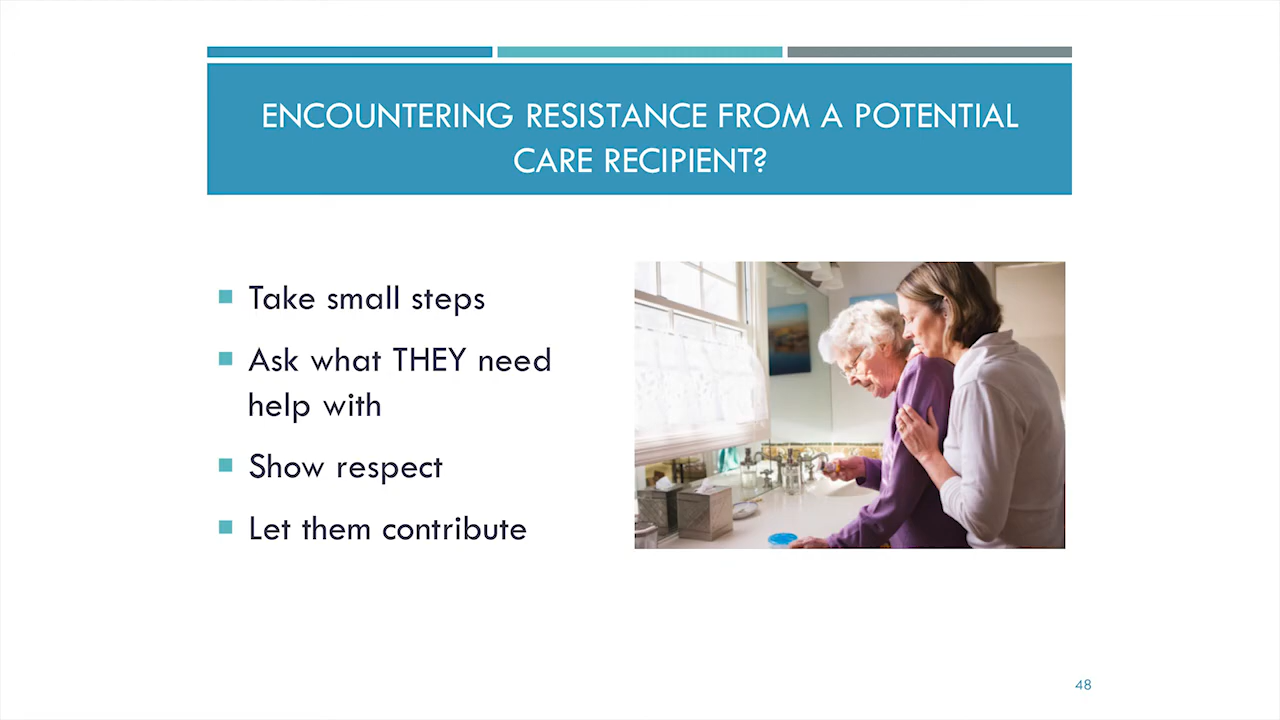 ENCOUNTERING RESISTANCE FROM A POTENTIAL
CARE RECIPIENT?
Take small steps
Ask what THEY need
help with
Show respect
Let them contribute
48